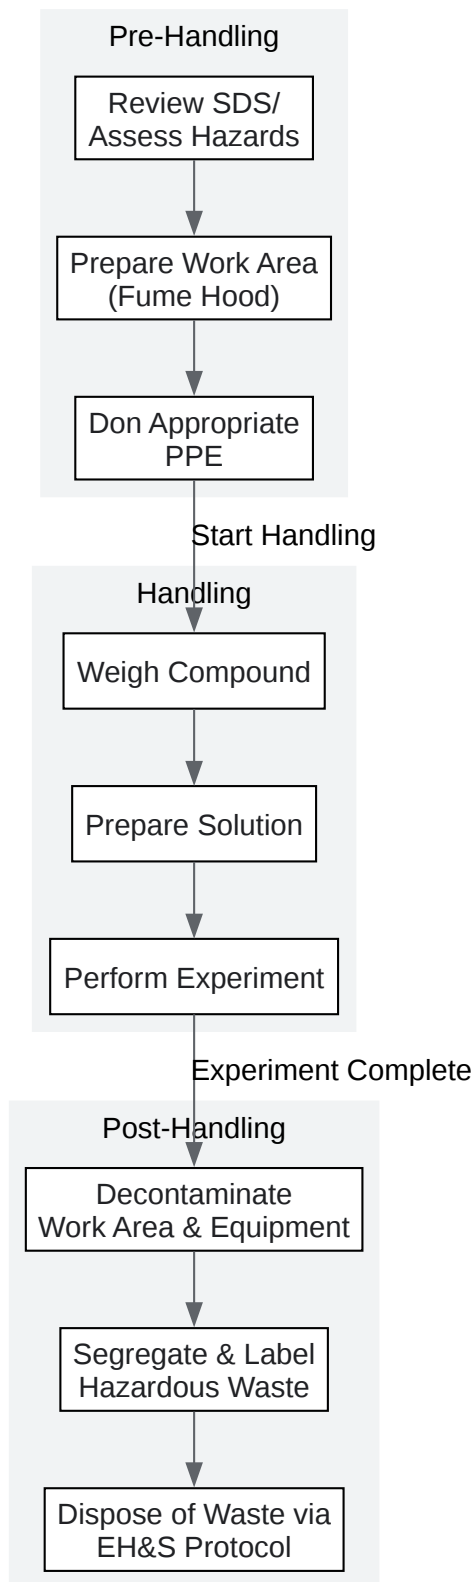 Pre-Handling
Review SDS/
Assess Hazards
Prepare Work Area
(Fume Hood)
Don Appropriate
PPE
Start Handling
Handling
Weigh Compound
Prepare Solution
Perform Experiment
Experiment Complete
Post-Handling
Decontaminate
Work Area & Equipment
Segregate & Label
Hazardous Waste
Dispose of Waste via
EH&S Protocol